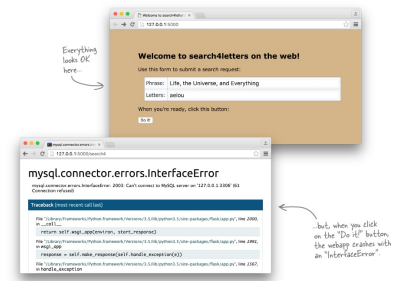 Everything
looks OK
here...
Welcome to search4letters
127.0.0.1:5000
Welcome to search4letters on the web!
Use this form to submit a search request:
Phrase: Life, the Universe, and Everything
Letters: aeiou
When you're ready, click this button:
Do it!
mysql.connector.errors.Inter
127.0.0.1:5000/search4
mysql.connector.errors.InterfaceError
mysql.connector.errors.InterfaceError: 2003: Can't connect to MySQL server on '127.0.0.1:3306' (61
Connection refused)
Traceback (most recent call last)
File "/Library/Frameworks/Python.framework/Versions/3.5/lib/python3.5/site-packages/flask/app.py", line 2000,
in __call__
return self.wsgi_app(environ, start_response)
File "/Library/Frameworks/Python.framework/Versions/3.5/lib/python3.5/site-packages/flask/app.py", line 1991,
in wsgi_app
response = self.make_response(self.handle_exception(e))
File "/Library/Frameworks/Python.framework/Versions/3.5/lib/python3.5/site-packages/flask/app.py", line 1567,
in handle_exception
...but, when you click
on the "Do it!" button,
the webapp crashes with
an "InterfaceError".